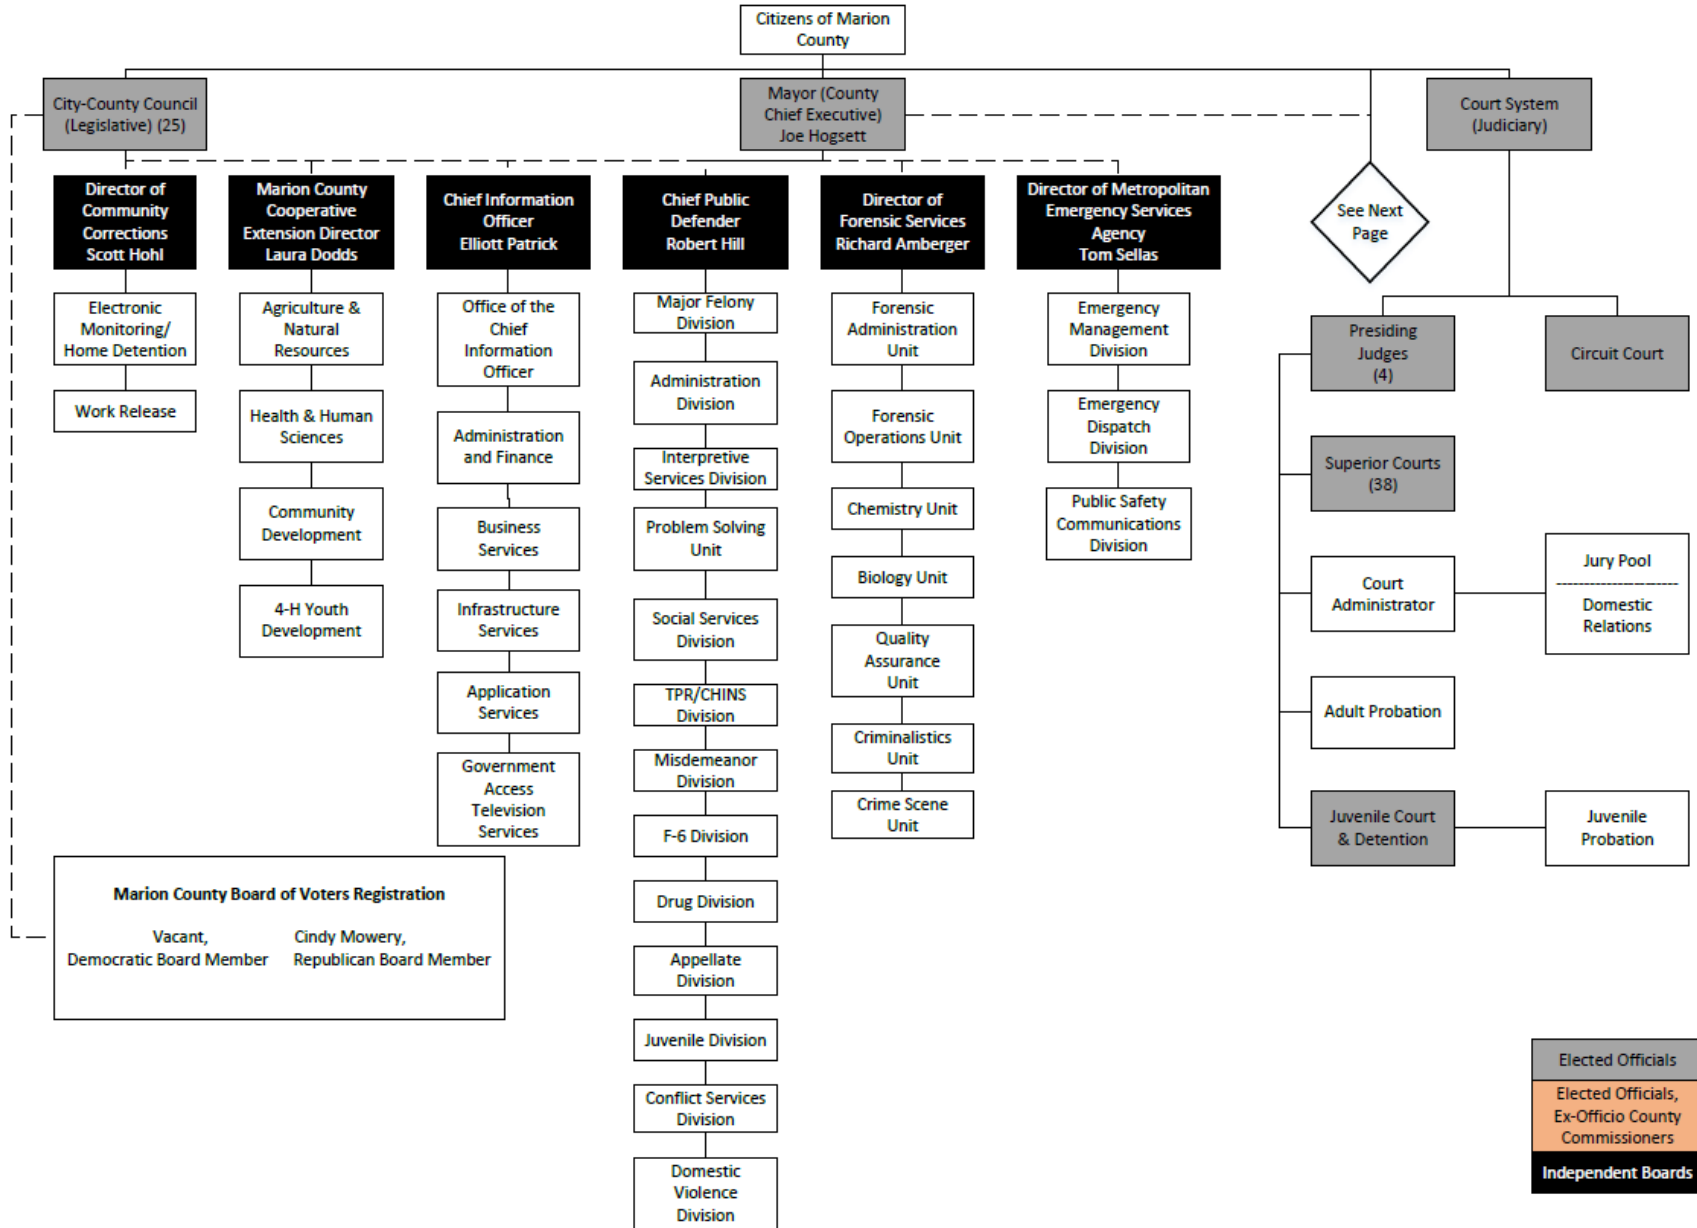 Citizens of Marion
County
City-County Council
(Legislative) (25)
Mayor (County
Chief Executive)
Joe Hogsett
Court System
(Judiciary)
Director of
Community
Corrections
Scott Hohl
Marion County
Cooperative
Extension Director
Laura Dodds
Chief Information
Officer
Elliott Patrick
Chief Public
Defender
Robert Hill
Director of
Forensic Services
Richard Amberger
Director of Metropolitan
Emergency Services
Agency
Tom Sellas
See Next
Page
Electronic
Monitoring/
Home Detention
Work Release
Agriculture &
Natural
Resources
Health & Human
Sciences
Community
Development
4-H Youth
Development
Office of the
Chief
Information
Officer
Administration
and Finance
Business
Services
Infrastructure
Services
Application
Services
Government
Access
Television
Services
Major Felony
Division
Administration
Division
Interpretive
Services Division
Problem Solving
Unit
Social Services
Division
TPR/CHINS
Division
Misdemeanor
Division
F-6 Division
Drug Division
Appellate
Division
Juvenile Division
Conflict Services
Division
Domestic
Violence
Division
Forensic
Administration
Unit
Forensic
Operations Unit
Chemistry Unit
Biology Unit
Quality
Assurance
Unit
Criminalistics
Unit
Crime Scene
Unit
Emergency
Management
Division
Emergency
Dispatch
Division
Public Safety
Communications
Division
Presiding
Judges
(4)
Circuit Court
Superior Courts
(38)
Court
Administrator
Jury Pool
Domestic
Relations
Adult Probation
Juvenile Court
& Detention
Juvenile
Probation
Marion County Board of Voters Registration
Vacant,
Democratic Board Member
Cindy Mowery,
Republican Board Member
Elected Officials
Elected Officials,
Ex-Officio County
Commissioners
Independent Boards